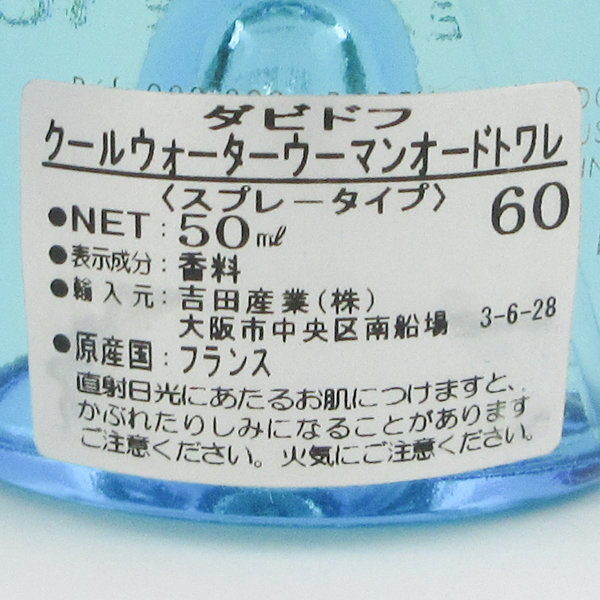 ダビドフ
クールウォーターウーマンオードトワレ
〈スプレータイプ〉 60
●NET：50㎖
●表示成分：香料
●輸入元：吉田産業(株)
大阪市中央区南船場 3-6-28
●原産国：フランス
直射日光にあたるお肌につけますと、
かぶれたりしみになることがあります
ご注意ください。火気にご注意ください。